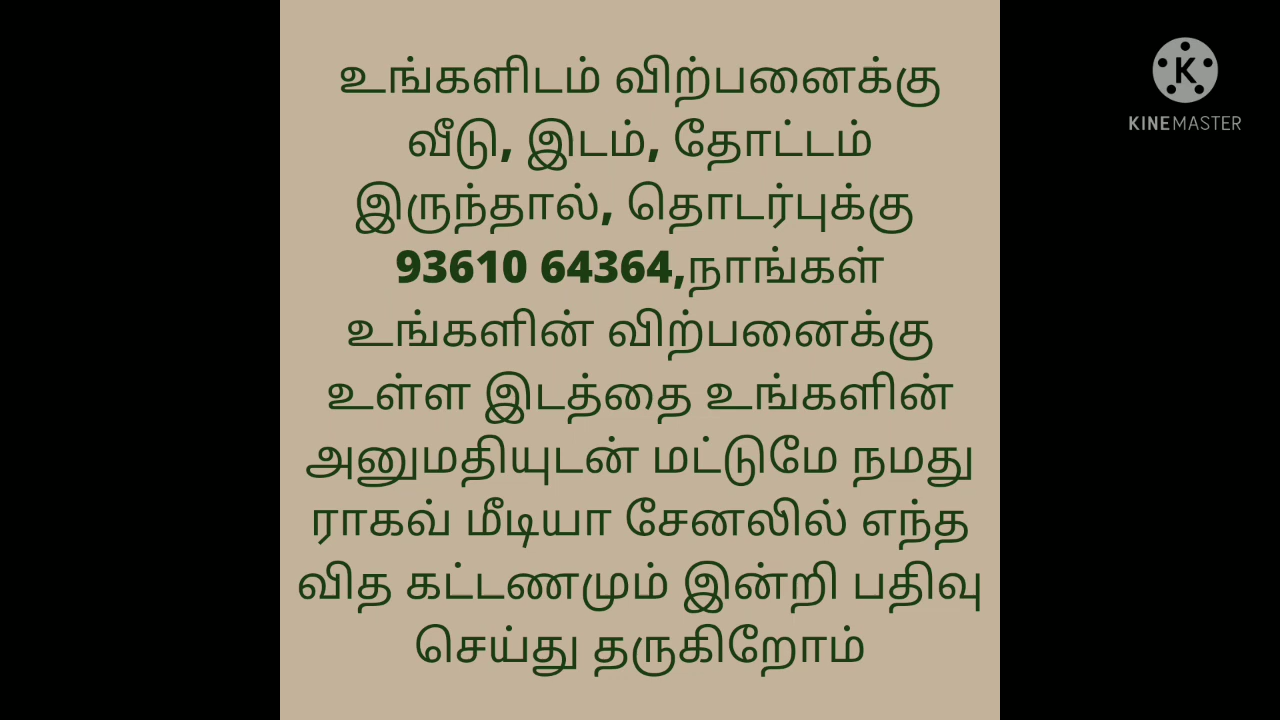 உங்களிடம் விற்பனைக்கு
வீடு, இடம், தோட்டம்
இருந்தால், தொடர்புக்கு
93610 64364,நாங்கள்
உங்களின் விற்பனைக்கு
உள்ள இடத்தை உங்களின்
அனுமதியுடன் மட்டுமே நமது
ராகவ் மீடியா சேனலில் எந்த
வித கட்டணமும் இன்றி பதிவு
செய்து தருகிறோம்
K
KINEMASTER